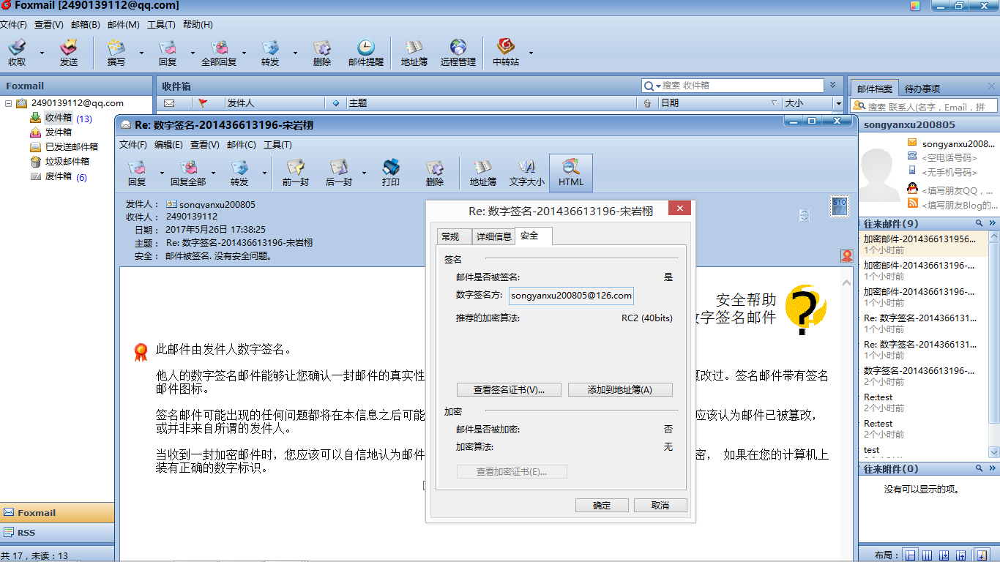 Foxmail [2490139112@qq.com]
文件(F) 查看(V) 邮箱(B) 邮件(M) 工具(T) 帮助(H)
收取 发送 撰写 回复 全部回复 转发 删除 邮件提醒 地址簿 远程管理 中转站
Foxmail
2490139112@qq.com
收件箱 (13)
发件箱
已发送邮件箱
垃圾邮件箱
废件箱 (6)
Foxmail
RSS
共 17，未读：13
收件箱
搜索 收件箱
发件人 主题 日期 大小
Re: 数字签名-201436613196-宋岩栩
文件(F) 编辑(E) 查看(V) 邮件(C) 工具(T)
回复 回复全部 转发 前一封 后一封 打印 删除 地址簿 文字大小 HTML
发件人： songyanxu200805
收件人： 2490139112
日期： 2017年5月26日 17:38:25
主题： Re: 数字签名-201436613196-宋岩栩
安全： 邮件被签名. 没有安全问题。
510
安全帮助
字签名邮件
?
此邮件由发件人数字签名。
他人的数字签名邮件能够让您确认一封邮件的真实性 改过。签名邮件带有签名
邮件图标。
签名邮件可能出现的任何问题都将在本信息之后可能 应该认为邮件已被篡改，
或并非来自所谓的发件人。
当收到一封加密邮件时，您应该可以自信地认为邮件 密， 如果在您的计算机上
装有正确的数字标识。
Re: 数字签名-201436613196-宋岩栩
常规 详细信息 安全
签名
邮件是否被签名: 是
数字签名方: songyanxu200805@126.com
推荐的加密算法: RC2 (40bits)
查看签名证书(V)... 添加到地址簿(A)
加密
邮件是否被加密: 否
加密算法: 无
查看加密证书(E)...
确定 取消
邮件档案 待办事项
搜索 联系人(名字，Email，拼
songyanxu200805
songyanxu2008...
<空电话号码>
<无手机号码>
<填写朋友QQ，...
<填写朋友Blog的...
往来邮件(9)
加密邮件-2014366131956...
1个小时前
加密邮件-201436613196-...
1个小时前
加密邮件-201436613196-...
1个小时前
Re: 数字签名-2014366131...
1个小时前
Re: 数字签名-2014366131...
1个小时前
数字签名-201436613196-...
2个小时前
Re:test
2个小时前
Re:test
2个小时前
test
往来附件(0)
没有可以显示的项。
布局：